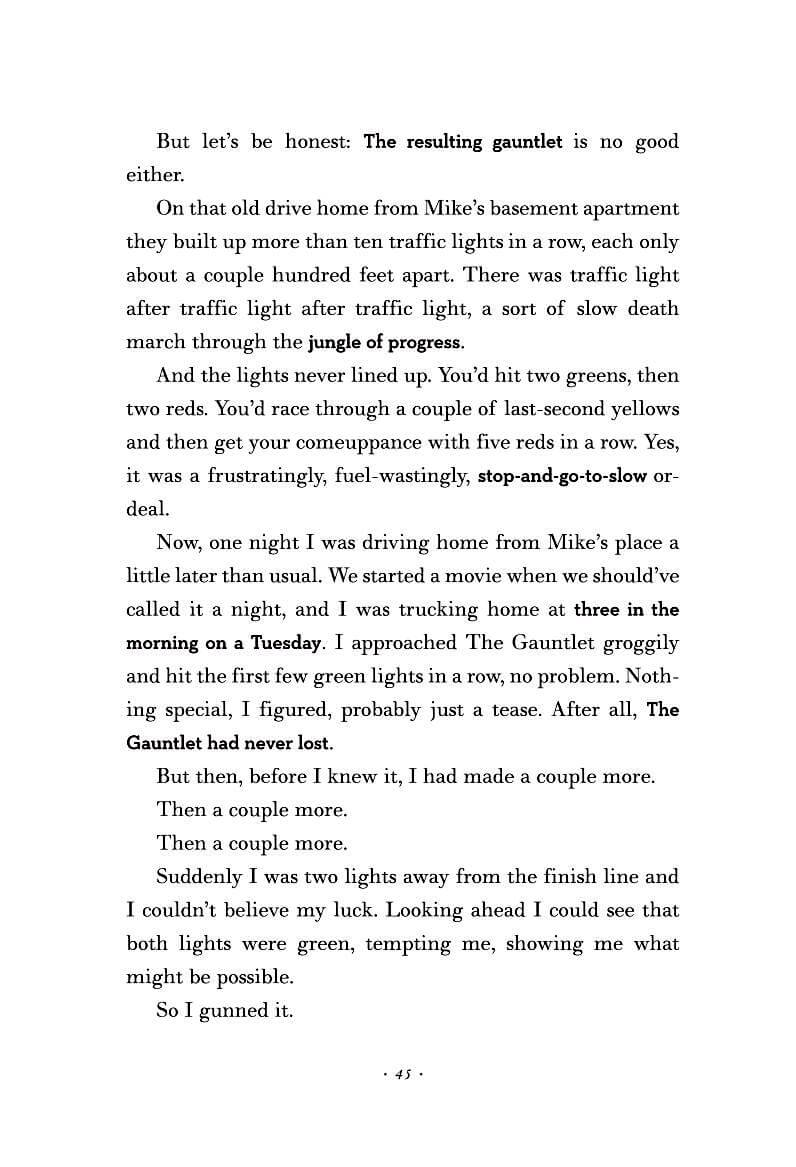 But let’s be honest: The resulting gauntlet is no good
either.
On that old drive home from Mike’s basement apartment
they built up more than ten traffic lights in a row, each only
about a couple hundred feet apart. There was traffic light
after traffic light after traffic light, a sort of slow death
march through the jungle of progress.
And the lights never lined up. You’d hit two greens, then
two reds. You’d race through a couple of last-second yellows
and then get your comeuppance with five reds in a row. Yes,
it was a frustratingly, fuel-wastingly, stop-and-go-to-slow or-
deal.
Now, one night I was driving home from Mike’s place a
little later than usual. We started a movie when we should’ve
called it a night, and I was trucking home at three in the
morning on a Tuesday. I approached The Gauntlet groggily
and hit the first few green lights in a row, no problem. Noth-
ing special, I figured, probably just a tease. After all, The
Gauntlet had never lost.
But then, before I knew it, I had made a couple more.
Then a couple more.
Then a couple more.
Suddenly I was two lights away from the finish line and
I couldn’t believe my luck. Looking ahead I could see that
both lights were green, tempting me, showing me what
might be possible.
So I gunned it.
· 45 ·